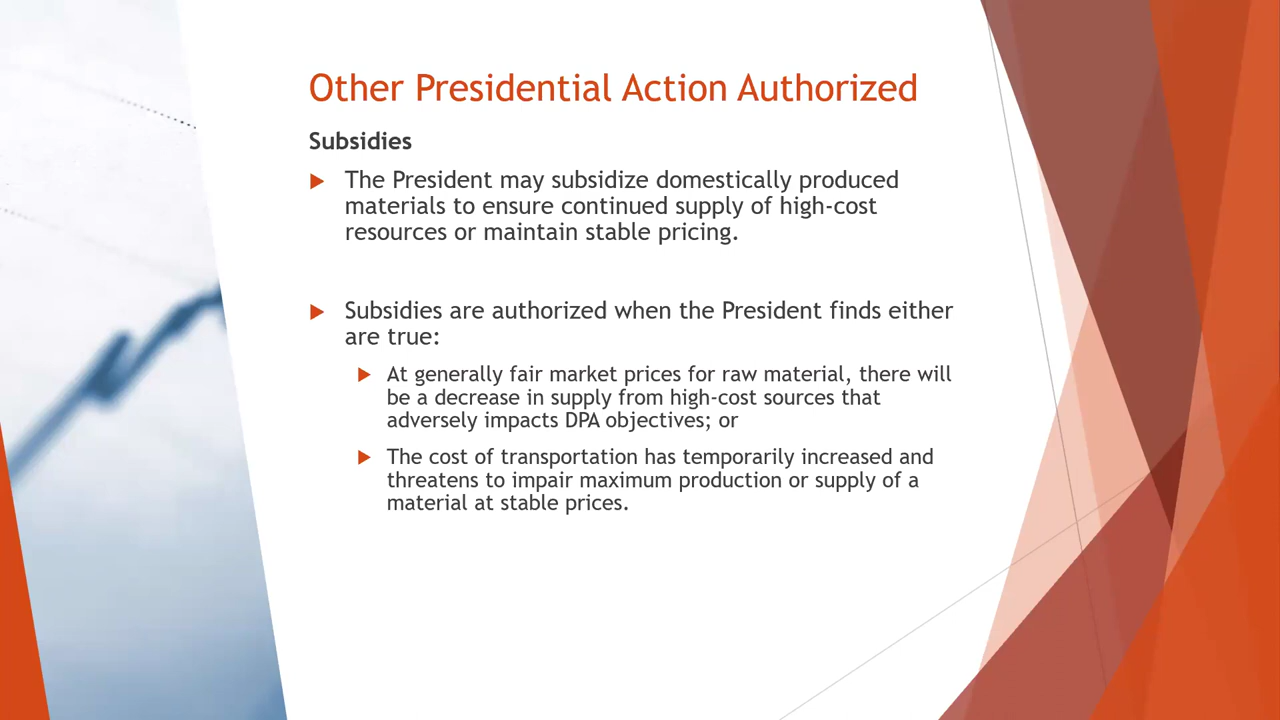 Other Presidential Action Authorized
Subsidies
The President may subsidize domestically produced
materials to ensure continued supply of high-cost
resources or maintain stable pricing.
Subsidies are authorized when the President finds either
are true:
At generally fair market prices for raw material, there will
be a decrease in supply from high-cost sources that
adversely impacts DPA objectives; or
The cost of transportation has temporarily increased and
threatens to impair maximum production or supply of a
material at stable prices.